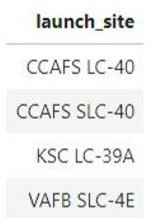 launch_site
CCAFS LC-40
CCAFS SLC-40
KSC LC-39A
VAFB SLC-4E